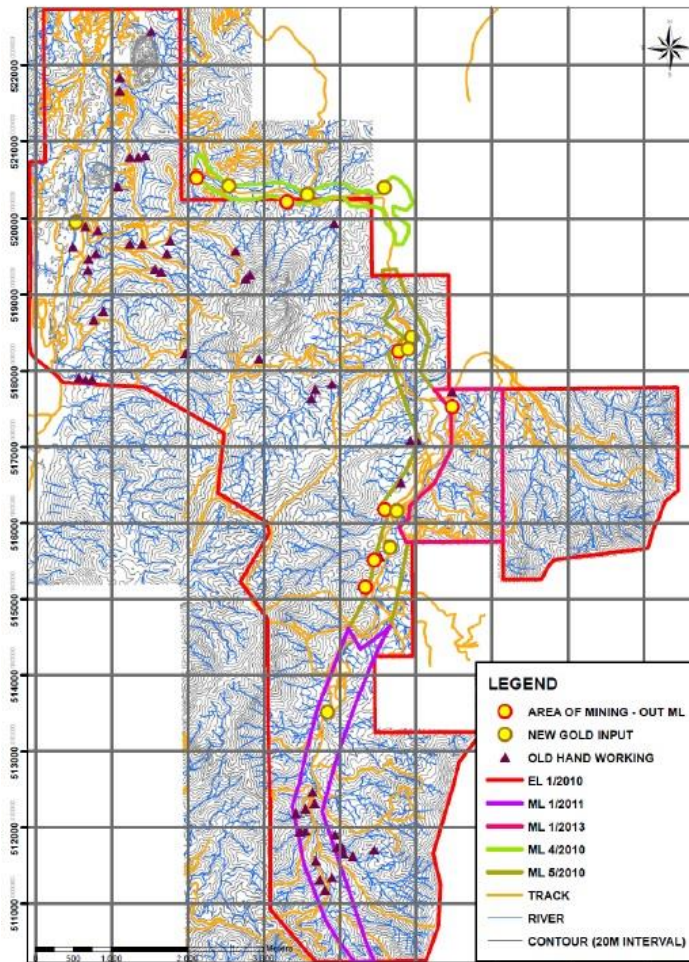 522000
521000
520000
519000
518000
517000
516000
515000
514000
513000
512000
511000
LEGEND
AREA OF MINING - OUT ML
NEW GOLD INPUT
OLD HAND WORKING
EL 1/2010
ML 1/2011
ML 1/2013
ML 4/2010
ML 5/2010
TRACK
RIVER
CONTOUR (20M INTERVAL)
0 500 1,000 2,000 3,000
Meters